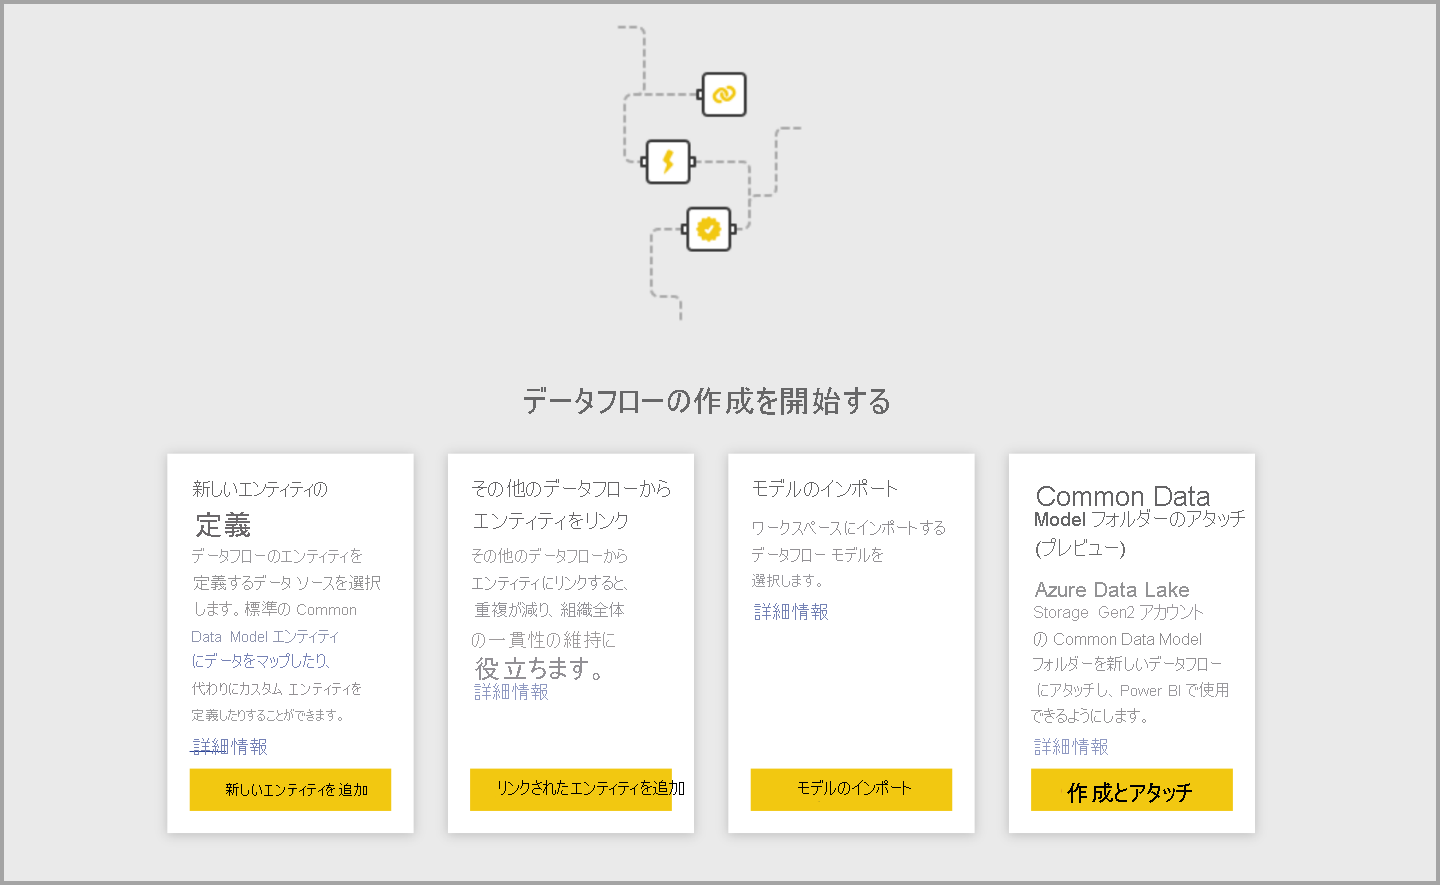 データフローの作成を開始する
新しいエンティティの
定義
データフローのエンティティを
定義するデータ ソースを選択
します。標準の Common
Data Model エンティティ
にデータをマップしたり、
代わりにカスタム エンティティを
定義したりすることができます。
詳細情報
新しいエンティティを追加
その他のデータフローから
エンティティをリンク
その他のデータフローから
エンティティにリンクすると、
重複が減り、組織全体
の一貫性の維持に
役立ちます。
詳細情報
リンクされたエンティティを追加
モデルのインポート
ワークスペースにインポートする
データフロー モデルを
選択します。
詳細情報
モデルのインポート
Common Data
Model フォルダーのアタッチ
(プレビュー)
Azure Data Lake
Storage Gen2 アカウント
の Common Data Model
フォルダーを新しいデータフロー
にアタッチし、Power BI で使用
できるようにします。
詳細情報
作成とアタッチ